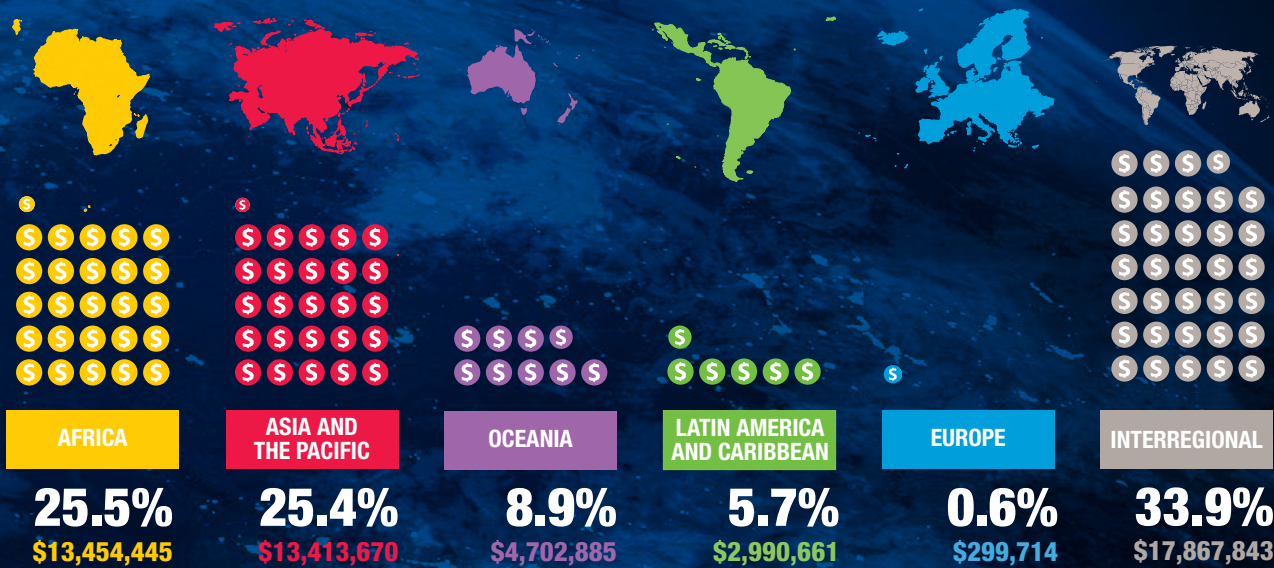 AFRICA
25.5%
$13,454,445
ASIA AND
THE PACIFIC
25.4%
$13,413,670
OCEANIA
8.9%
$4,702,885
LATIN AMERICA
AND CARIBBEAN
5.7%
$2,990,661
EUROPE
0.6%
$299,714
INTERREGIONAL
33.9%
$17,867,843